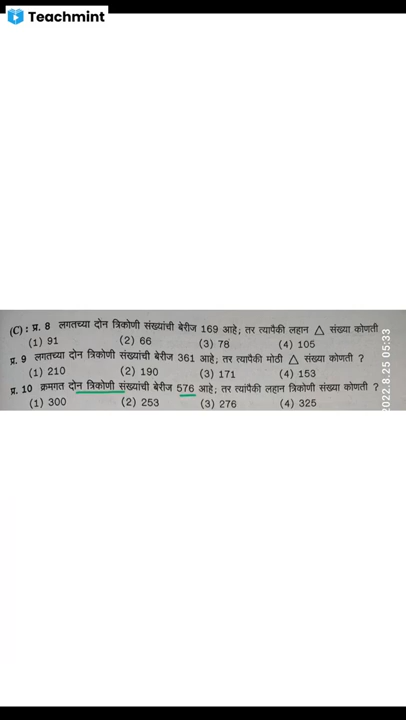 Teachmint
(C) : प्र. 8 लगतच्या दोन त्रिकोणी संख्यांची बेरीज 169 आहे; तर त्यापैकी लहान △ संख्या कोणती
(1) 91 (2) 66 (3) 78 (4) 105
प्र. 9 लगतच्या दोन त्रिकोणी संख्यांची बेरीज 361 आहे; तर त्यापैकी मोठी △ संख्या कोणती ?
(1) 210 (2) 190 (3) 171 (4) 153
प्र. 10 क्रमगत दोन त्रिकोणी संख्यांची बेरीज 576 आहे; तर त्यांपैकी लहान त्रिकोणी संख्या कोणती ?
(1) 300 (2) 253 (3) 276 (4) 325
2022.8.25 05:33